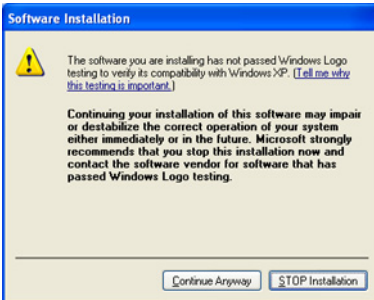 Software Installation
The software you are installing has not passed Windows Logo
testing to verify its compatibility with Windows XP. (Tell me why
this testing is important.)
Continuing your installation of this software may impair
or destabilize the correct operation of your system
either immediately or in the future. Microsoft strongly
recommends that you stop this installation now and
contact the software vendor for software that has
passed Windows Logo testing.
Continue Anyway STOP Installation